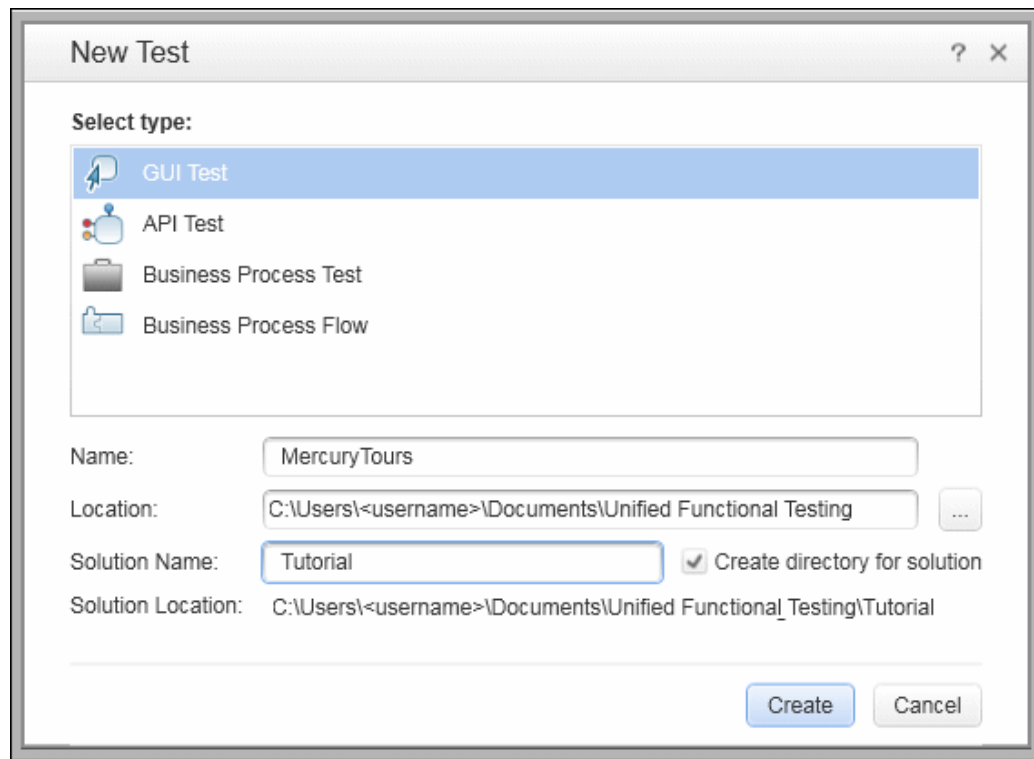 New Test
? ×
Select type:
GUI Test
API Test
Business Process Test
Business Process Flow
Name: MercuryTours
Location: C:\Users\<username>\Documents\Unified Functional Testing ...
Solution Name: Tutorial Create directory for solution
Solution Location: C:\Users\<username>\Documents\Unified Functional Testing\Tutorial
Create Cancel